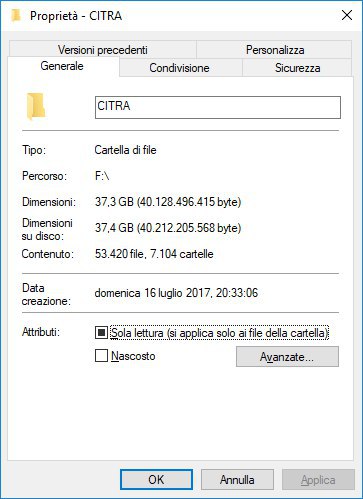 Proprietà - CITRA
Versioni precedenti Personalizza
Generale Condivisione Sicurezza
CITRA
Tipo: Cartella di file
Percorso: F:\
Dimensioni: 37,3 GB (40.128.496.415 byte)
Dimensioni
su disco: 37,4 GB (40.212.205.568 byte)
Contenuto: 53.420 file, 7.104 cartelle
Data
creazione: domenica 16 luglio 2017, 20:33:06
Attributi: Sola lettura (si applica solo ai file della cartella)
Nascosto Avanzate...
OK Annulla Applica